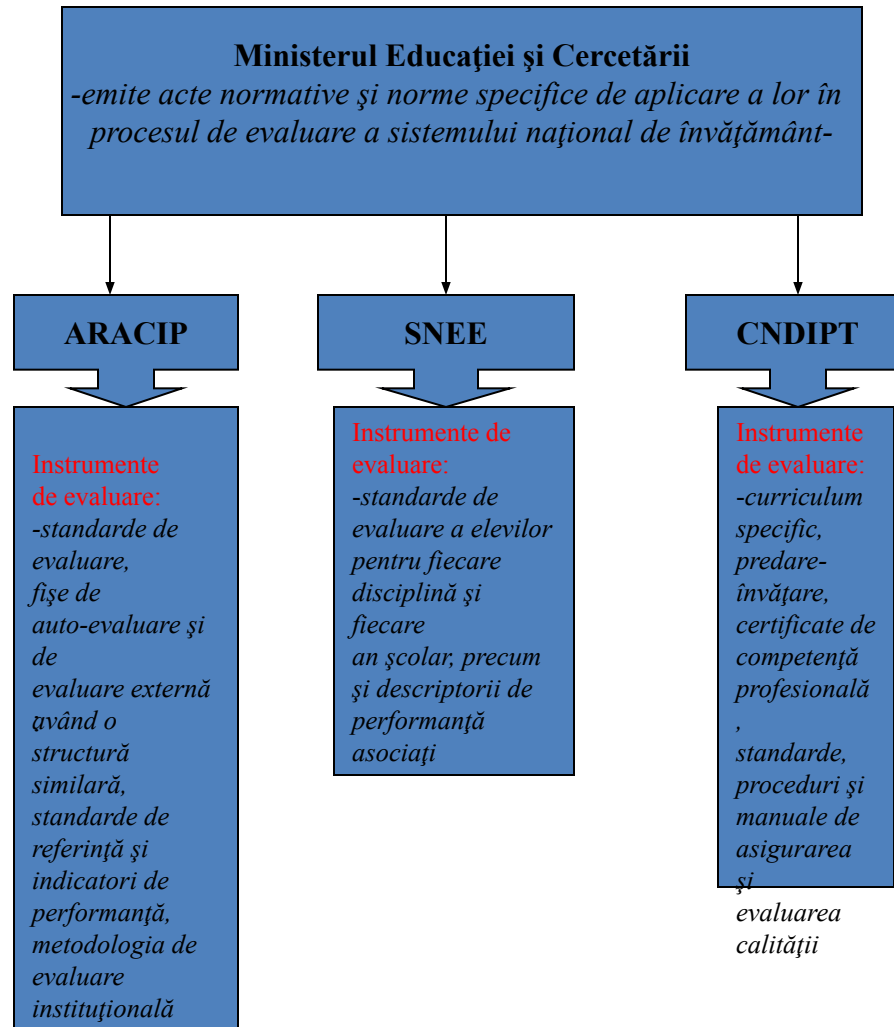 Ministerul Educaţiei şi Cercetării
-emite acte normative şi norme specifice de aplicare a lor în
procesul de evaluare a sistemului naţional de învăţământ-
ARACIP
SNEE
CNDIPT
Instrumente
de evaluare:
-standarde de
evaluare,
fişe de
auto-evaluare şi
de
evaluare externă
,
având o
structură
similară,
standarde de
referinţă şi
indicatori de
performanţă,
metodologia de
evaluare
instituţională
Instrumente de
evaluare:
-standarde de
evaluare a elevilor
pentru fiecare
disciplină şi
fiecare
an şcolar, precum
şi descriptorii de
performanţă
asociaţi
Instrumente
de evaluare:
-curriculum
specific,
predare-
învăţare,
certificate de
competenţă
profesională
,
standarde,
proceduri şi
manuale de
asigurarea
şi
evaluarea
calităţii